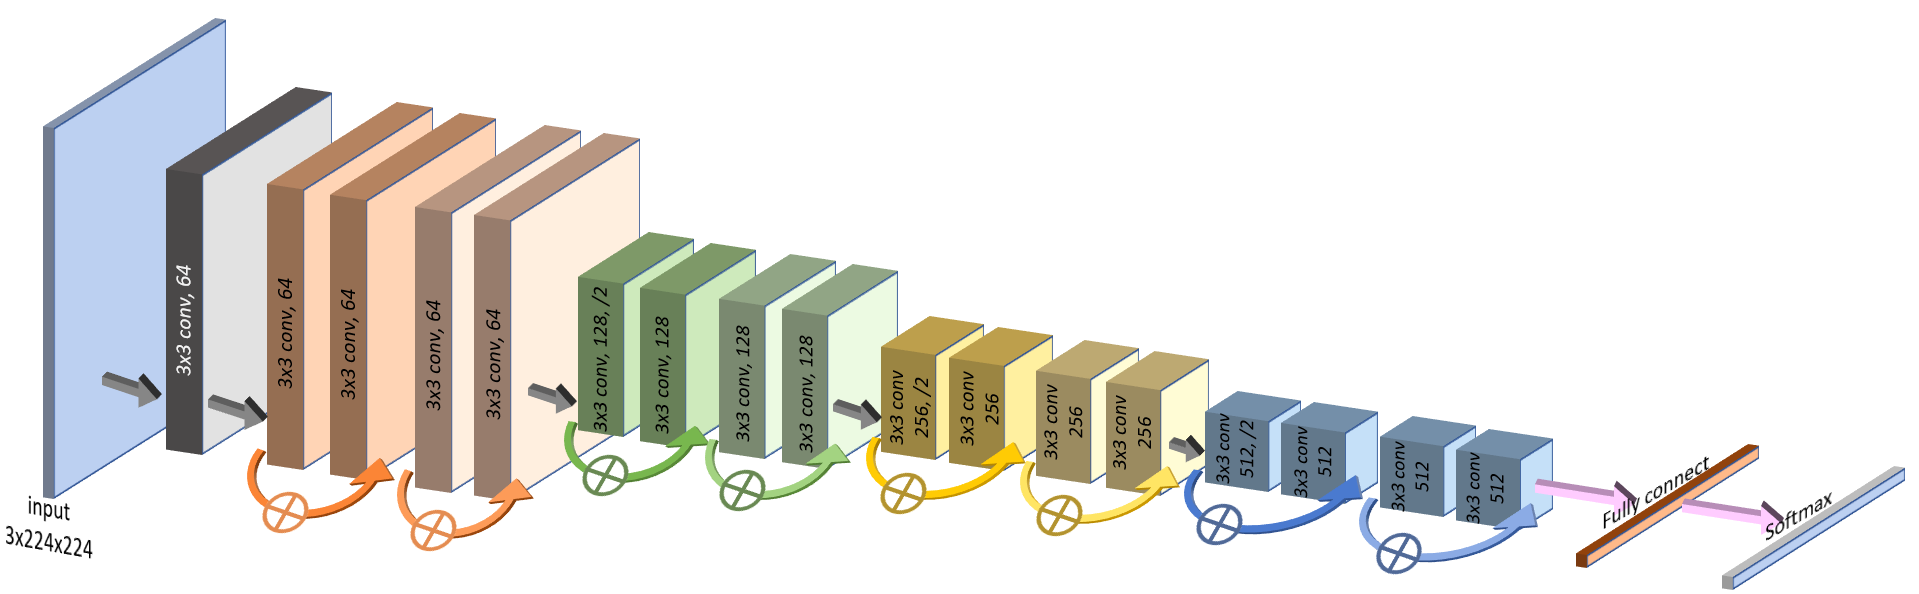 input
3x224x224
3x3 conv, 64
3x3 conv, 64
3x3 conv, 64
3x3 conv, 64
3x3 conv, 64
3x3 conv, 128, /2
3x3 conv, 128
3x3 conv, 128
3x3 conv, 128
3x3 conv
256, /2
3x3 conv
256
3x3 conv
256
3x3 conv
256
3x3 conv
512, /2
3x3 conv
512
3x3 conv
512
3x3 conv
512
Fully connect
Softmax